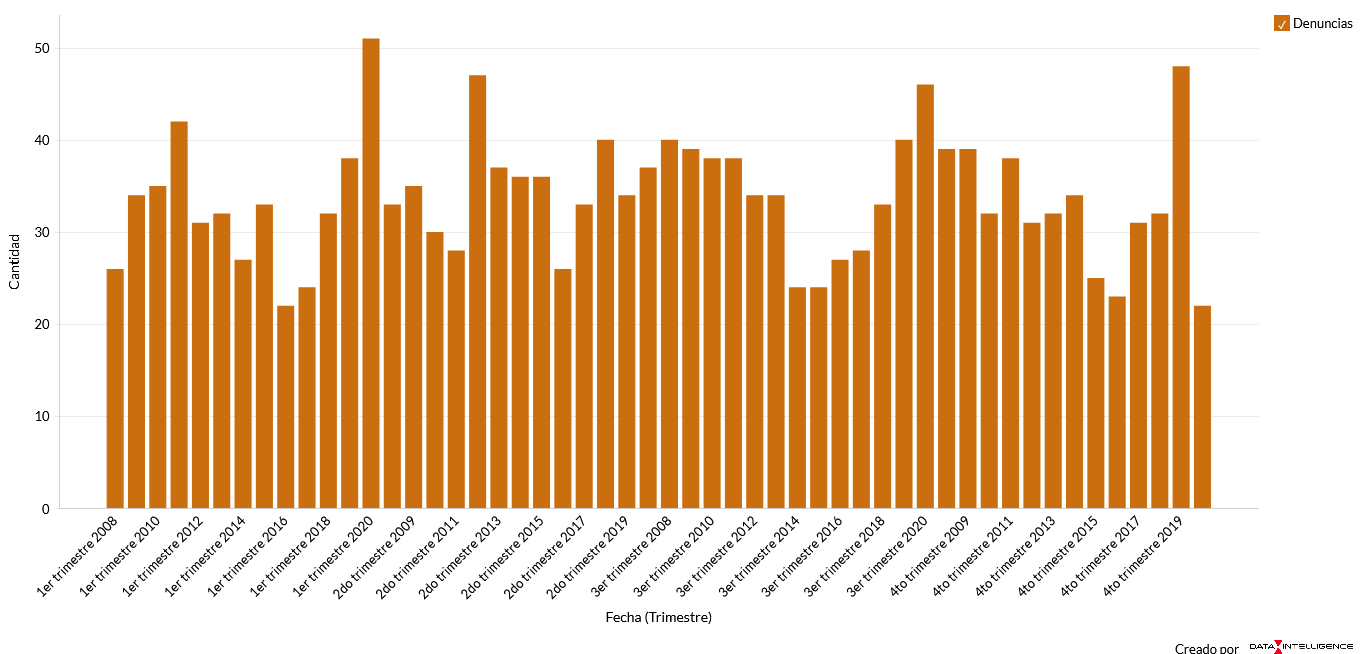 ✓ Denuncias
50
40
30
20
10
0
Cantidad
1er trimestre 2008
1er trimestre 2010
1er trimestre 2012
1er trimestre 2014
1er trimestre 2016
1er trimestre 2018
1er trimestre 2020
2do trimestre 2009
2do trimestre 2011
2do trimestre 2013
2do trimestre 2015
2do trimestre 2017
2do trimestre 2019
3er trimestre 2008
3er trimestre 2010
3er trimestre 2012
3er trimestre 2014
3er trimestre 2016
3er trimestre 2018
3er trimestre 2020
4to trimestre 2009
4to trimestre 2011
4to trimestre 2013
4to trimestre 2015
4to trimestre 2017
4to trimestre 2019
Fecha (Trimestre)
Creado por DATA INTELLIGENCE